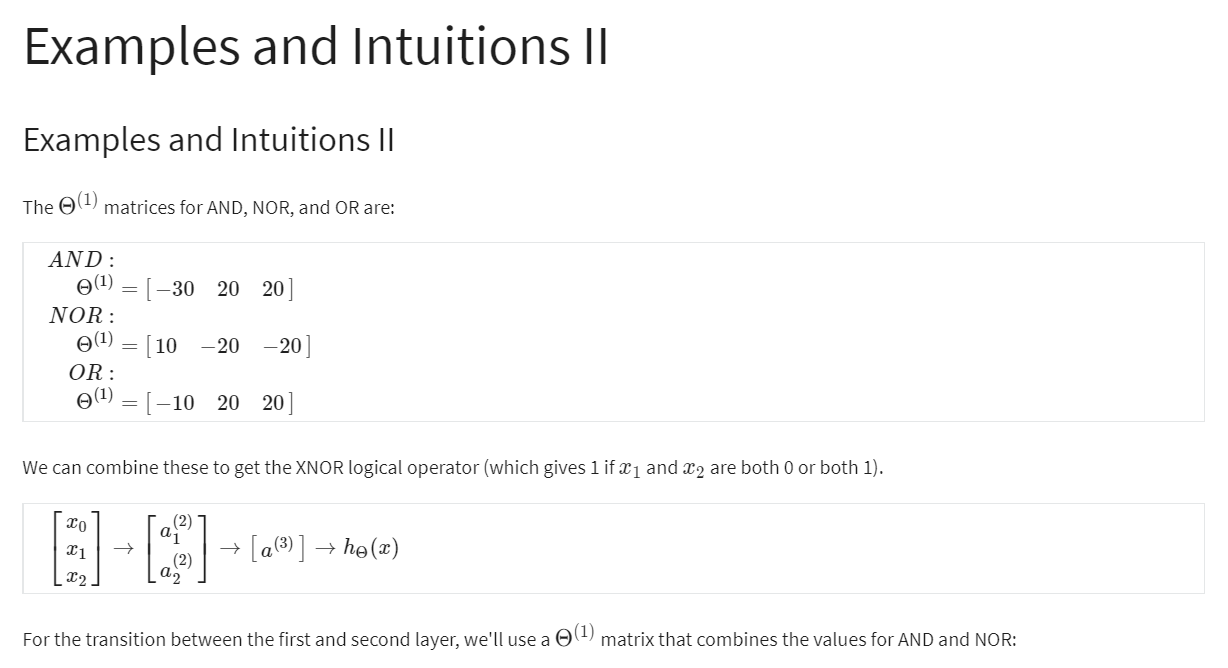 Examples and Intuitions II
Examples and Intuitions II
The Θ^(1) matrices for AND, NOR, and OR are:
AND :
Θ^(1) = [ −30 20 20 ]
NOR :
Θ^(1) = [ 10 −20 −20 ]
OR :
Θ^(1) = [ −10 20 20 ]
We can combine these to get the XNOR logical operator (which gives 1 if x₁ and x₂ are both 0 or both 1).
[ x₀ x₁ x₂ ] → [ a₁^(2) a₂^(2) ] → [ a^(3) ] → h_Θ(x)
For the transition between the first and second layer, we'll use a Θ^(1) matrix that combines the values for AND and NOR: